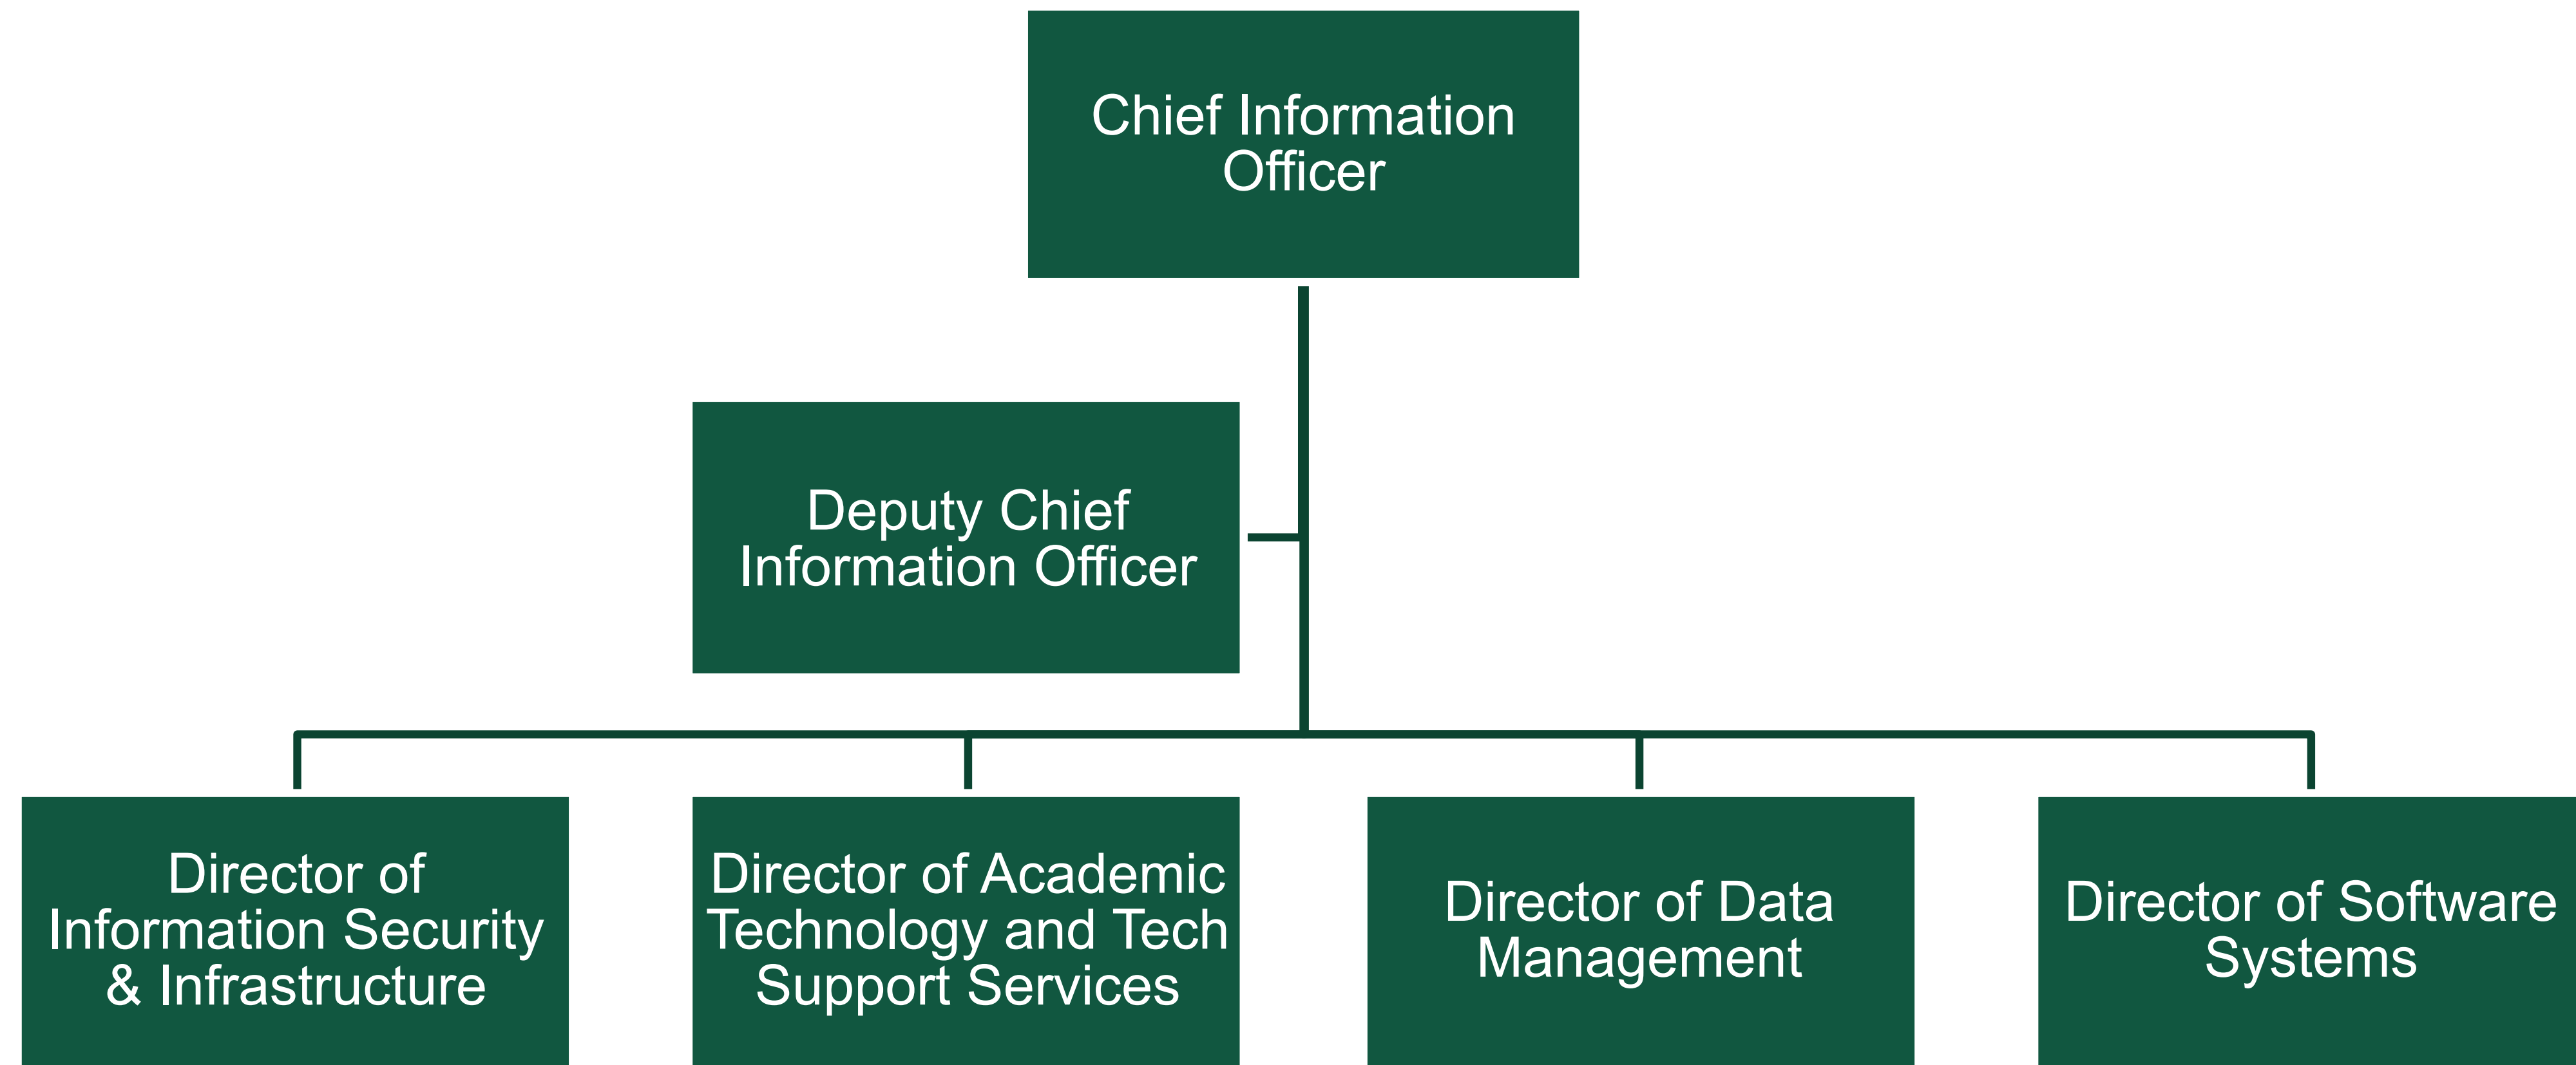 Chief Information
Officer
Deputy Chief
Information Officer
Director of
Information Security
& Infrastructure
Director of Academic
Technology and Tech
Support Services
Director of Data
Management
Director of Software
Systems